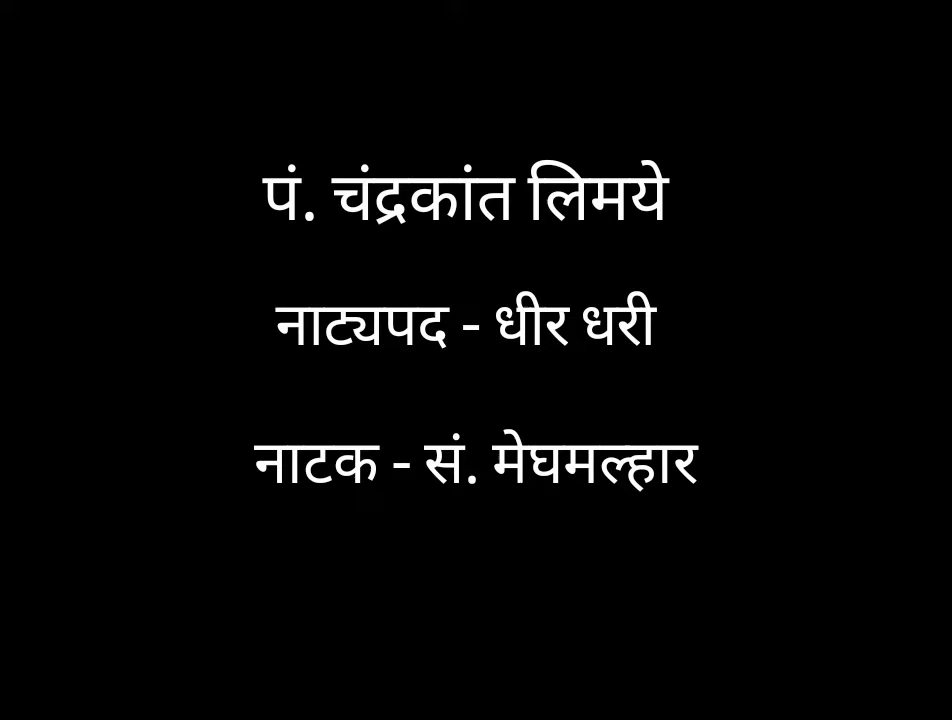 पं. चंद्रकांत लिमये
नाट्यपद - धीर धरी
नाटक - सं. मेघमल्हार